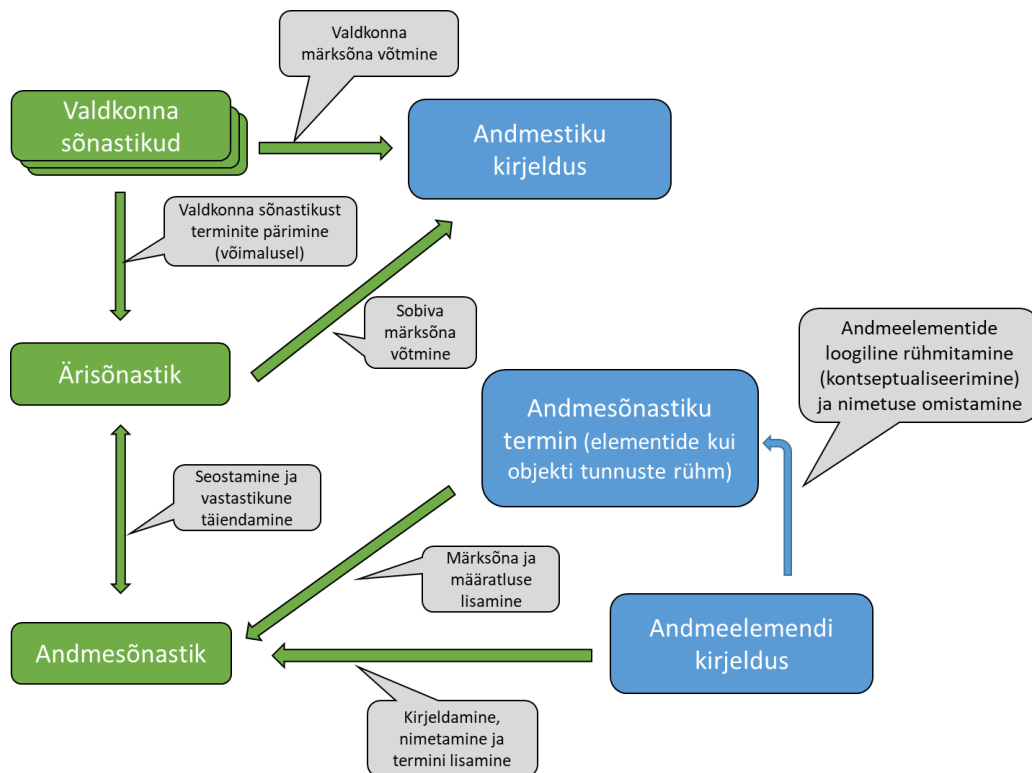 Valdkonna
märksõna võtmine
Valdkonna
sõnastikud
Andmestiku
kirjeldus
Valdkonna sõnastikust
terminite pärimine
(võimalusel)
Sobiva
märksõna
võtmine
Andmeelementide
loogiline rühmitamine
(kontseptualiseerimine)
ja nimetuse omistamine
Ärisõnastik
Andmesõnastiku
termin (elementide kui
objekti tunnuste rühm)
Seostamine ja
vastastikune
täiendamine
Märksõna ja
määratluse
lisamine
Andmesõnastik
Andmeelemendi
kirjeldus
Kirjeldamine,
nimetamine ja
termini lisamine